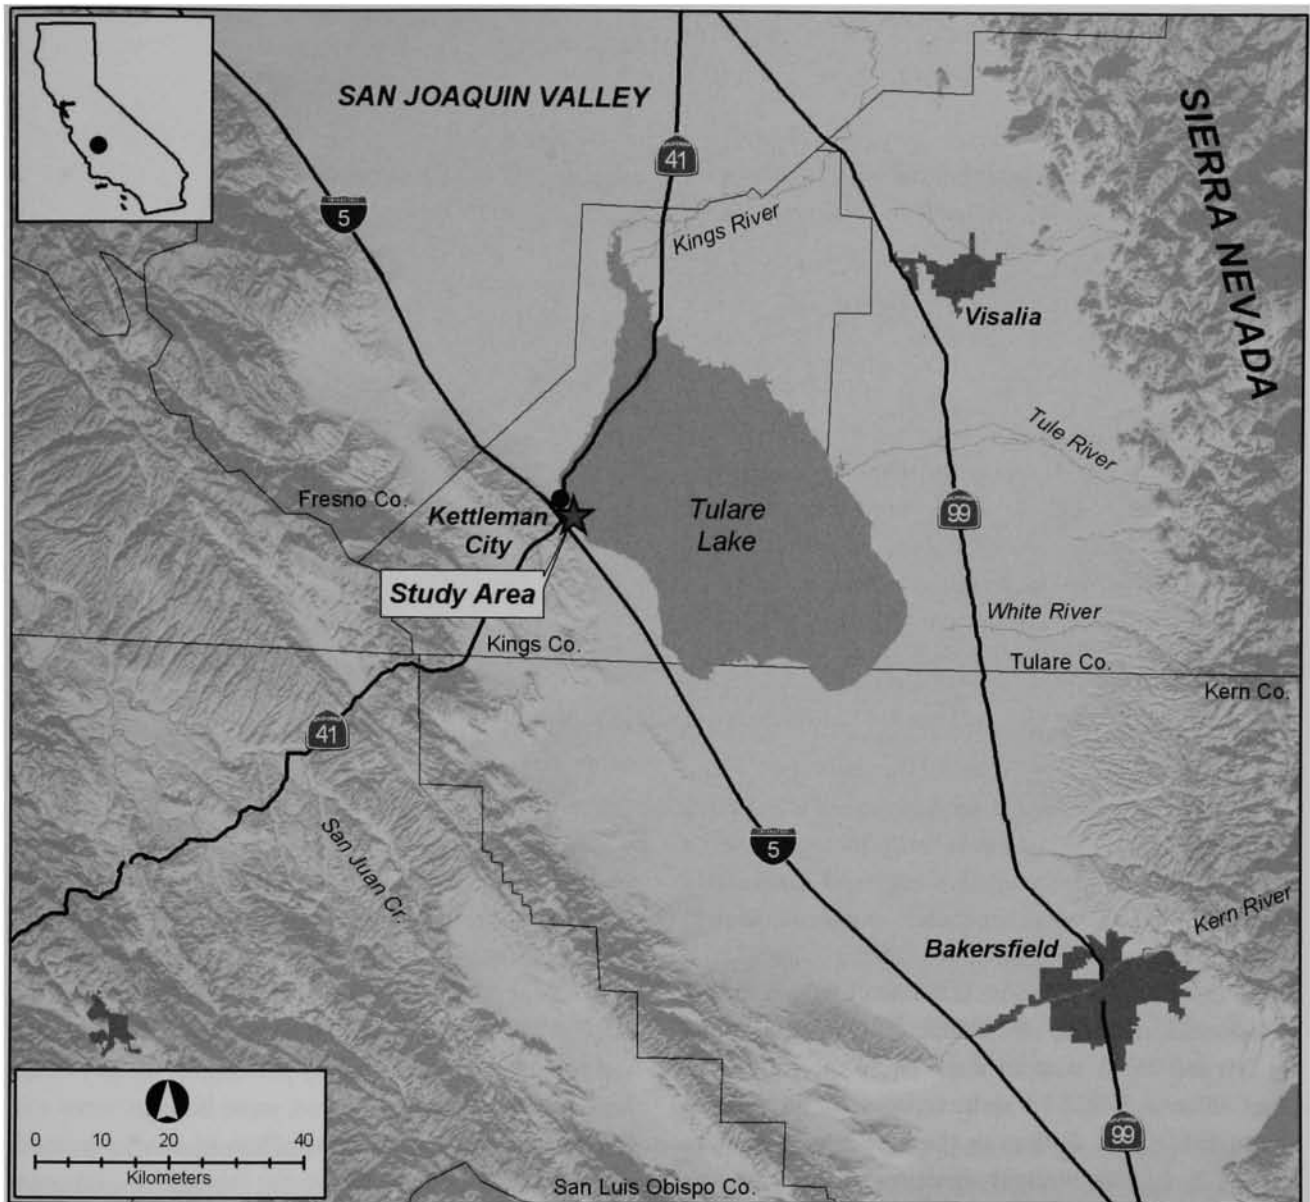 SAN JOAQUIN VALLEY
SIERRA NEVADA
41
5
Kings River
Visalia
Tule River
Fresno Co.
Kettleman
City
Tulare
Lake
99
Study Area
White River
Kings Co.
Tulare Co.
Kern Co.
41
San Juan Cr.
5
Kern River
Bakersfield
0 10 20 40
Kilometers
99
San Luis Obispo Co.